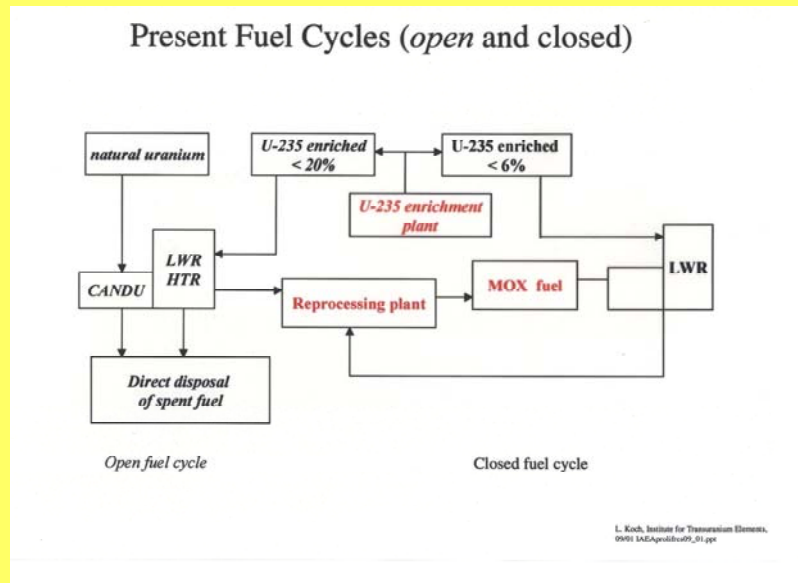 Present Fuel Cycles (open and closed)
natural uranium
U-235 enriched
< 20%
U-235 enriched
< 6%
U-235 enrichment
plant
LWR
HTR
CANDU
Reprocessing plant
MOX fuel
LWR
Direct disposal
of spent fuel
Open fuel cycle
Closed fuel cycle
L. Koch, Institute for Transuranium Elements,